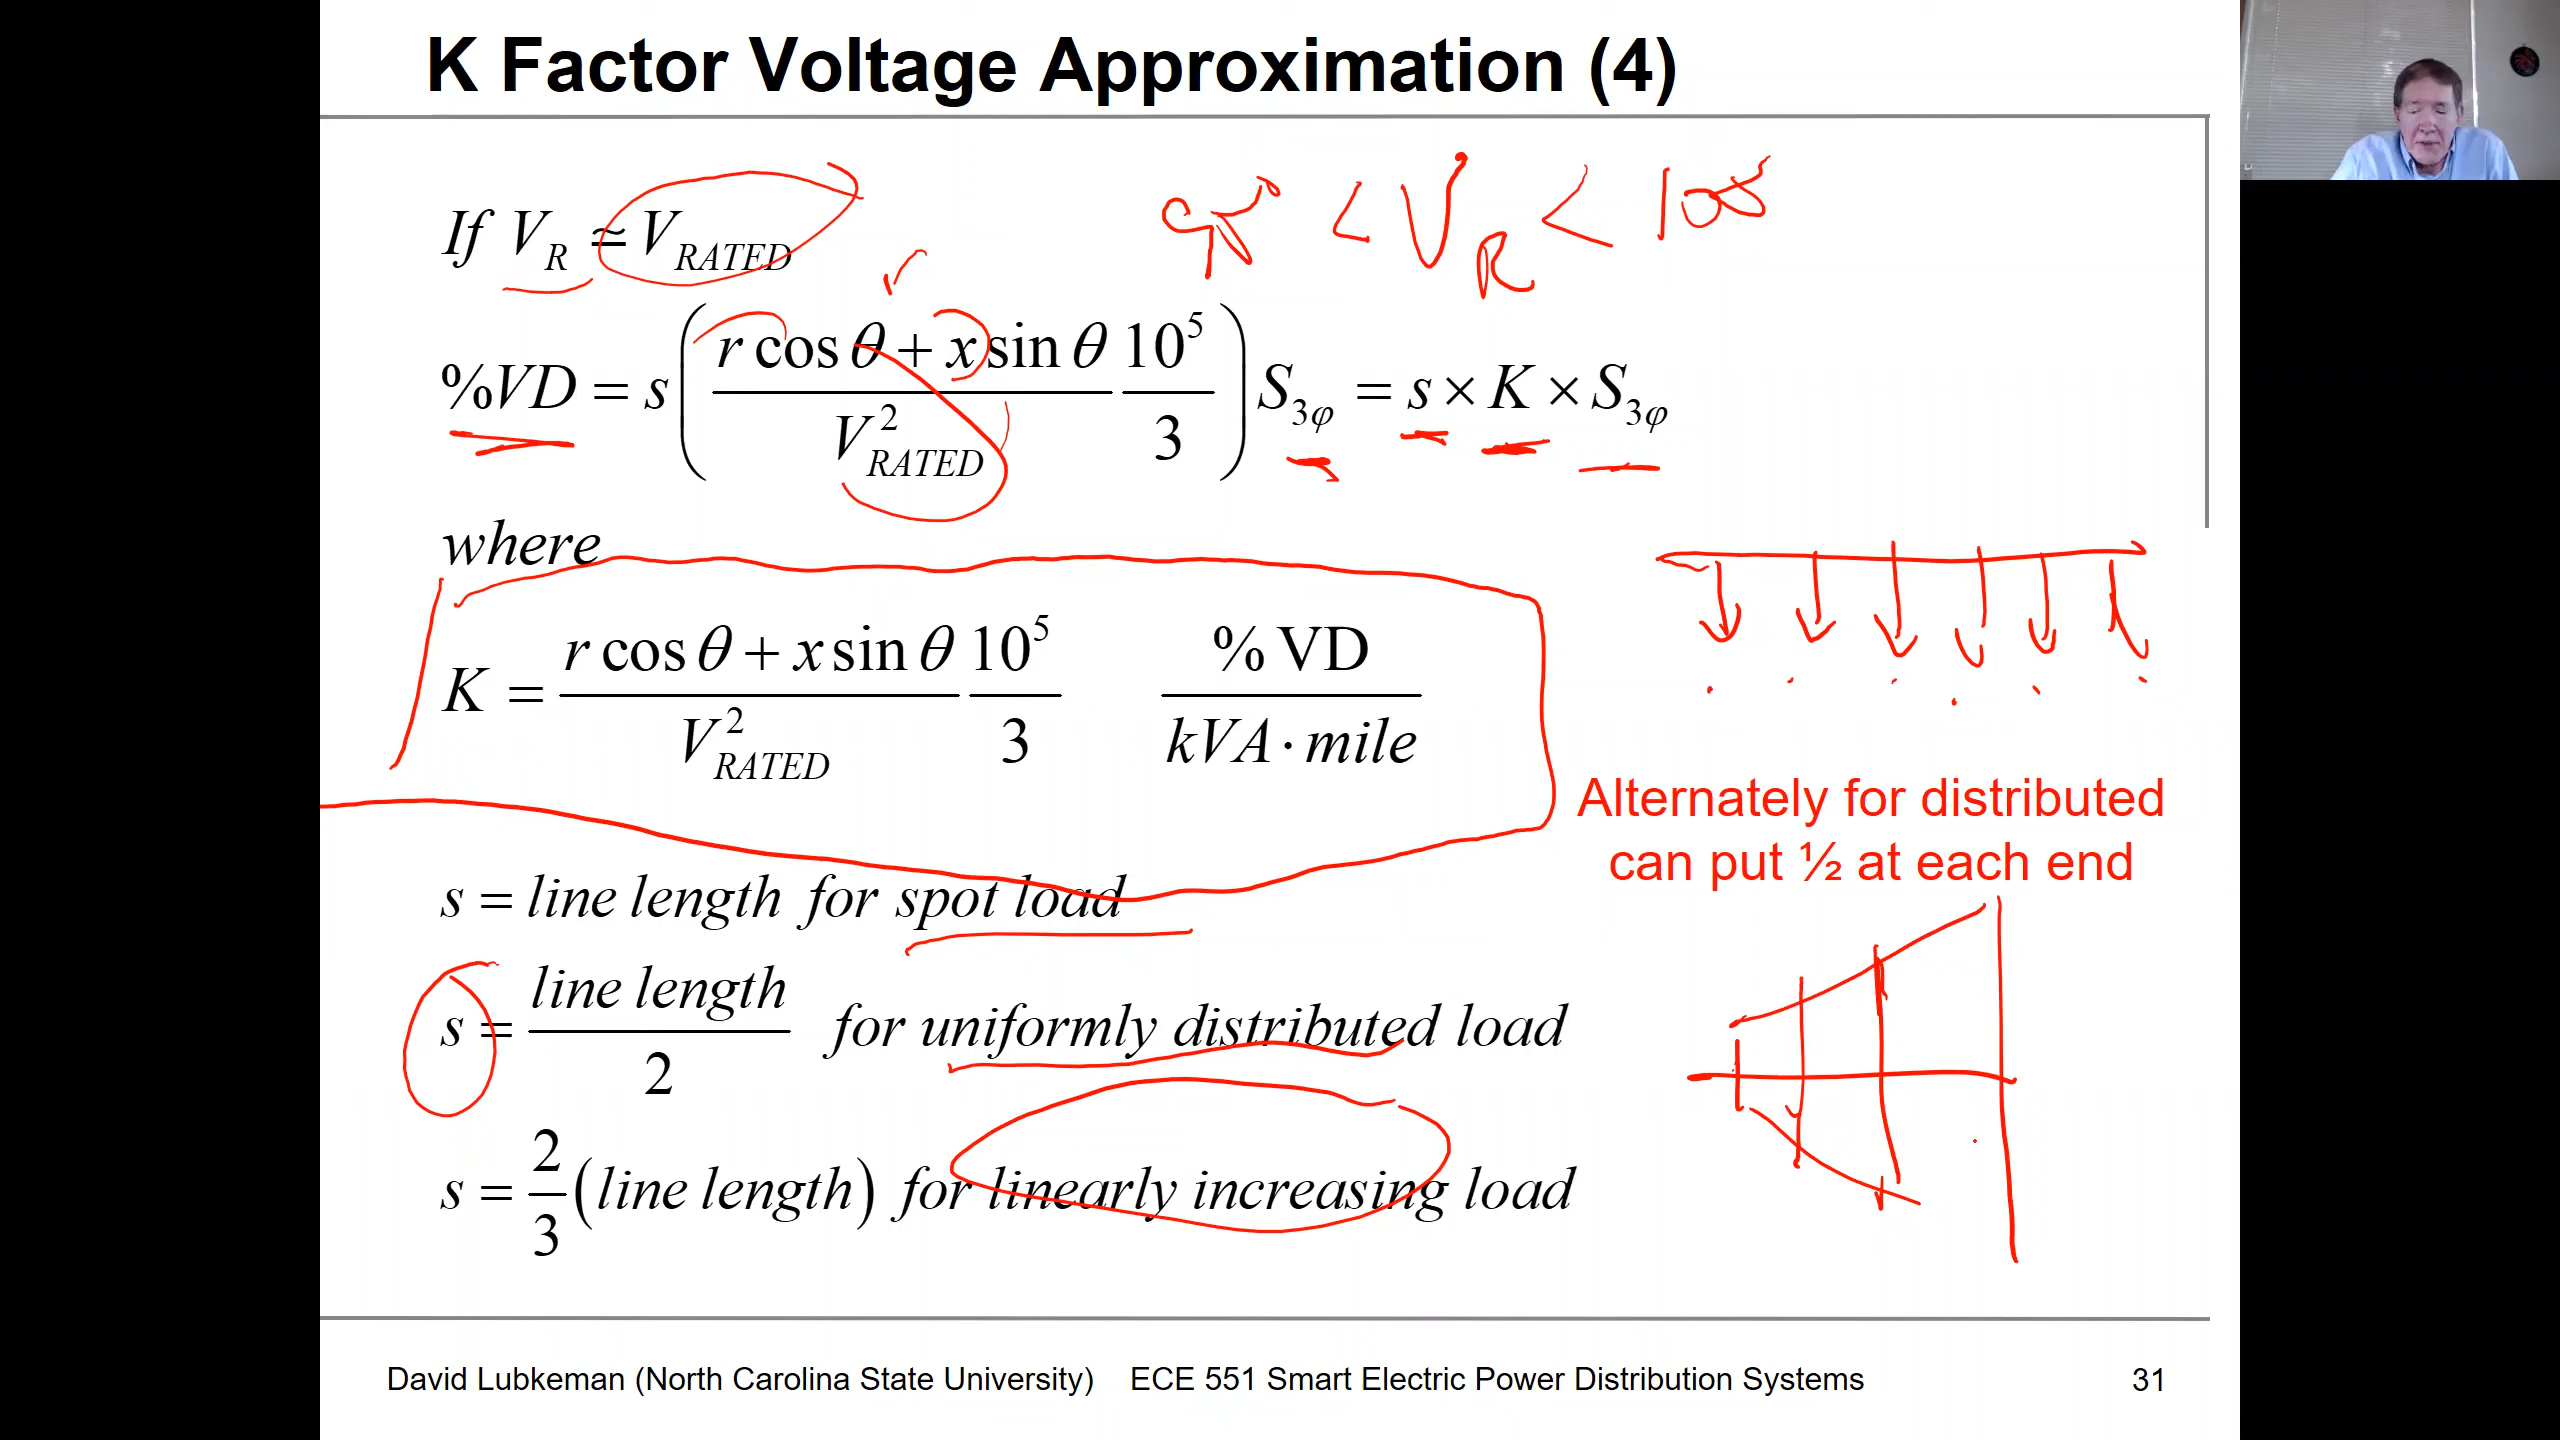 K Factor Voltage Approximation (4)
If V_R ≃ V_RATED
< V_R <
%VD = s ( (r cos θ + x sin θ) / V²_RATED 10⁵ / 3 ) S_3φ = s × K × S_3φ
where
K = (r cos θ + x sin θ) / V²_RATED 10⁵ / 3 % VD / kVA · mile
Alternately for distributed
can put ½ at each end
s = line length for spot load
s = line length / 2 for uniformly distributed load
s = 2/3 (line length) for linearly increasing load
David Lubkeman (North Carolina State University) ECE 551 Smart Electric Power Distribution Systems 31